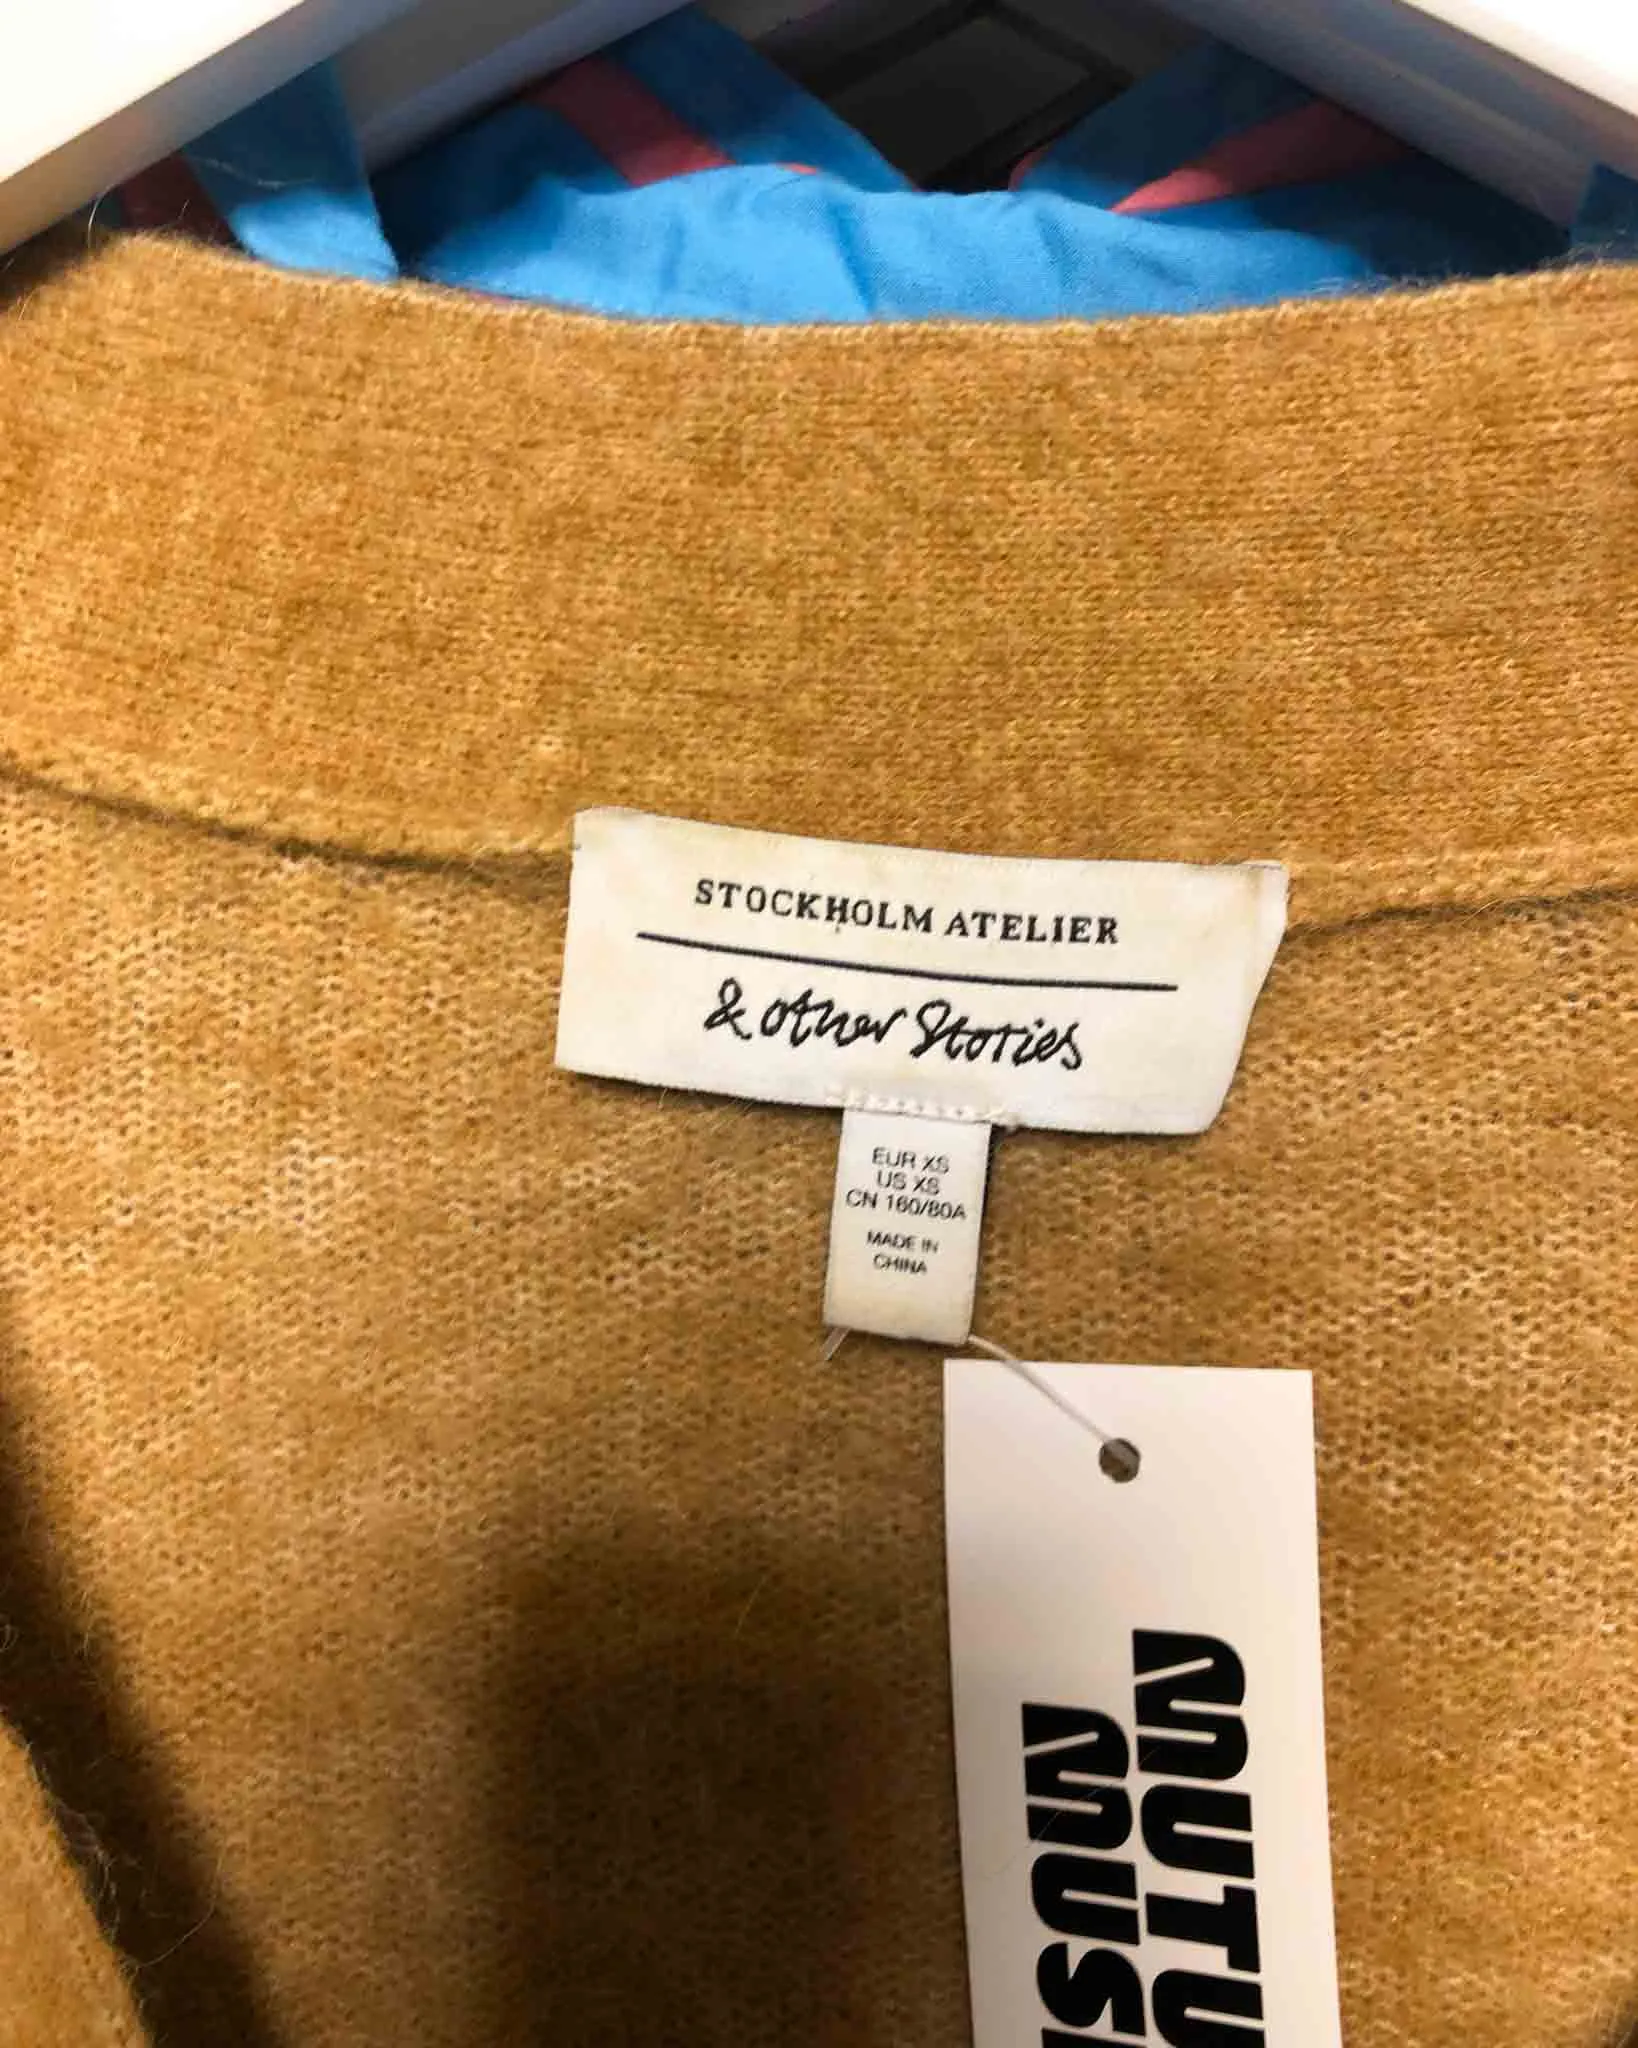 STOCKHOLM ATELIER
& other Stories
EUR XS
US XS
CN 160/80A
MADE IN
CHINA